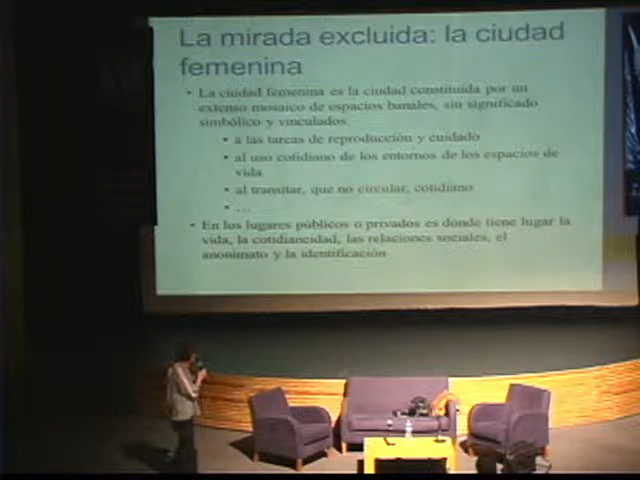 La mirada excluida: la ciudad
femenina
• La ciudad femenina es la ciudad constituida por un
extenso mosaico de espacios banales, sin significado
simbólico y vinculados
• a las tareas de reproducción y cuidado
• al uso cotidiano de los entornos de los espacios de
vida
• al transitar, que no circular, cotidiano
• ...
• En los lugares públicos o privados es donde tiene lugar la
vida, la cotidianeidad, las relaciones sociales, el
anonimato y la identificación